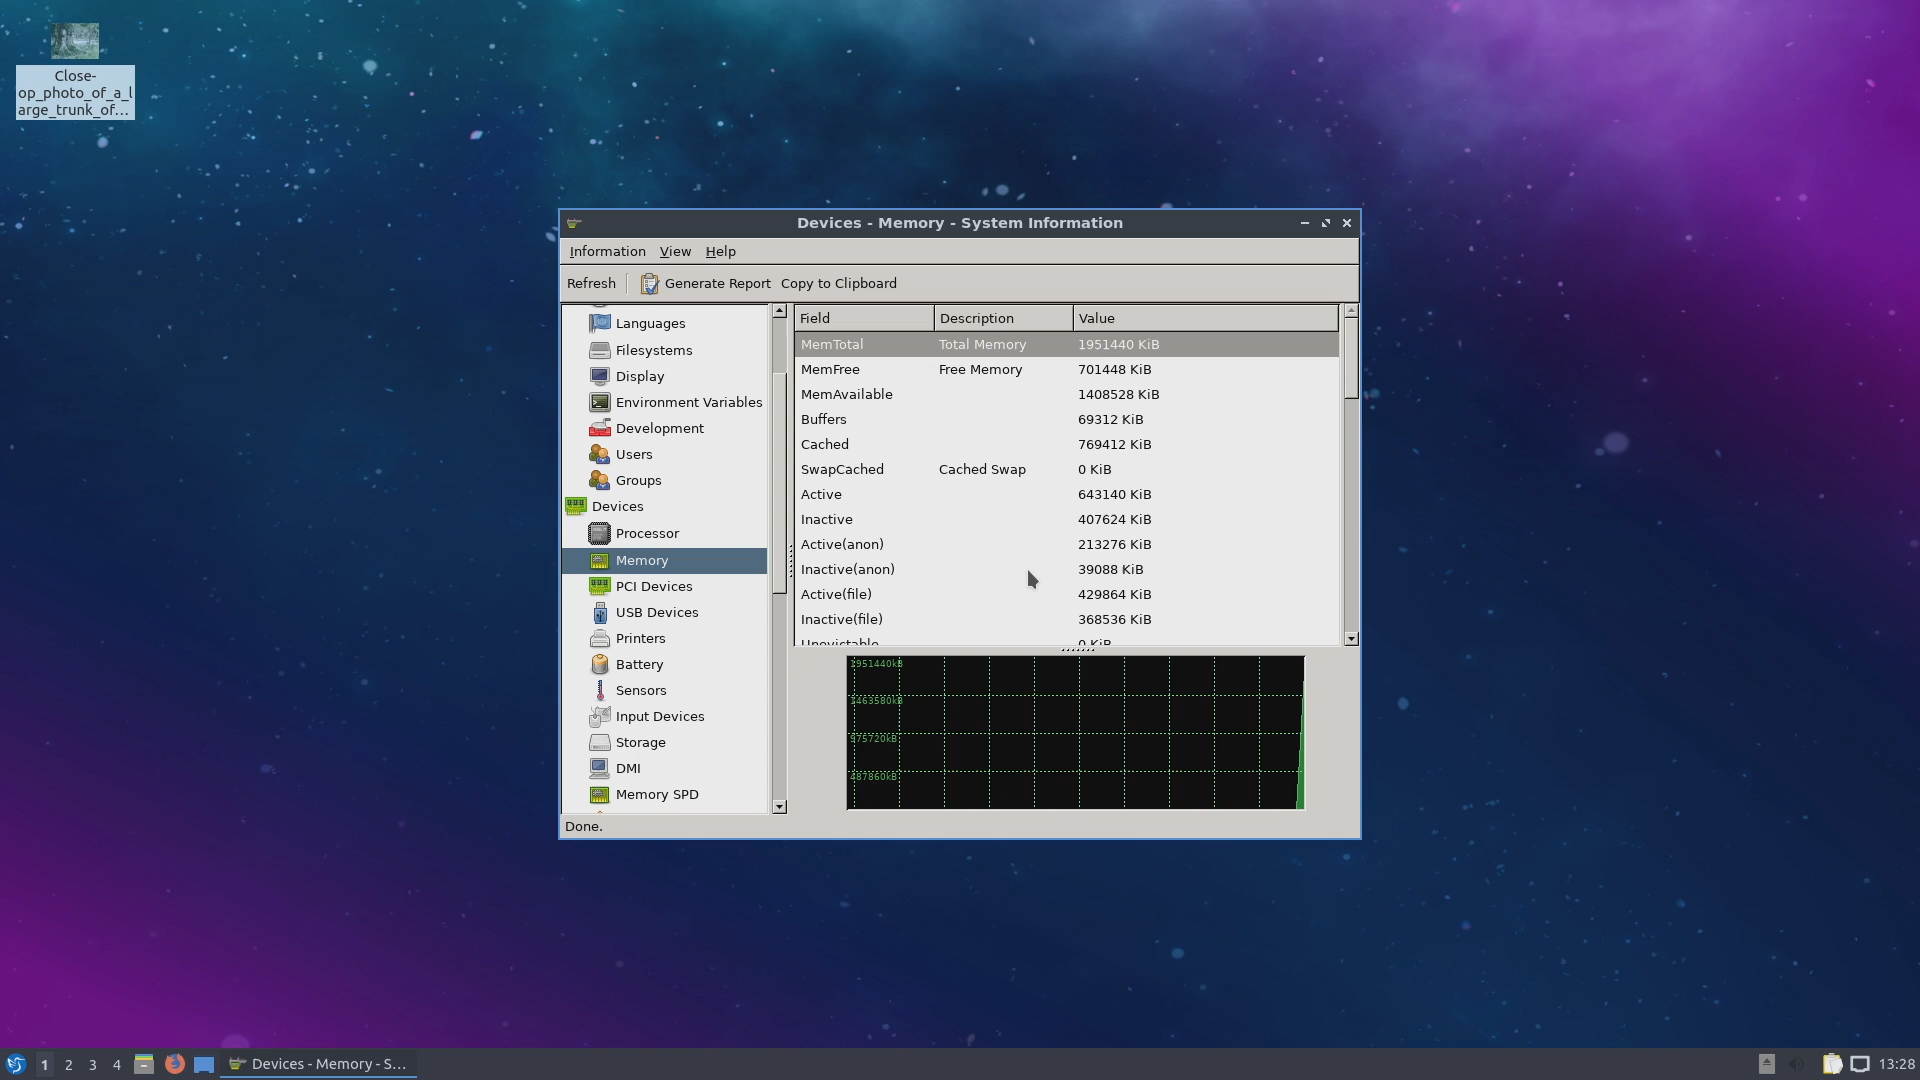 Close-
op_photo_of_a_l
arge_trunk_of...
Devices - Memory - System Information
Information View Help
Refresh Generate Report Copy to Clipboard
Languages
Filesystems
Display
Environment Variables
Development
Users
Groups
Devices
Processor
Memory
PCI Devices
USB Devices
Printers
Battery
Sensors
Input Devices
Storage
DMI
Memory SPD
Field Description Value
MemTotal Total Memory 1951440 KiB
MemFree Free Memory 701448 KiB
MemAvailable 1408528 KiB
Buffers 69312 KiB
Cached 769412 KiB
SwapCached Cached Swap 0 KiB
Active 643140 KiB
Inactive 407624 KiB
Active(anon) 213276 KiB
Inactive(anon) 39088 KiB
Active(file) 429864 KiB
Inactive(file) 368536 KiB
Unevictable 0 KiB
1951440kB
1463580kB
975720kB
487860kB
Done.
1 2 3 4 Devices - Memory - S... 13:28